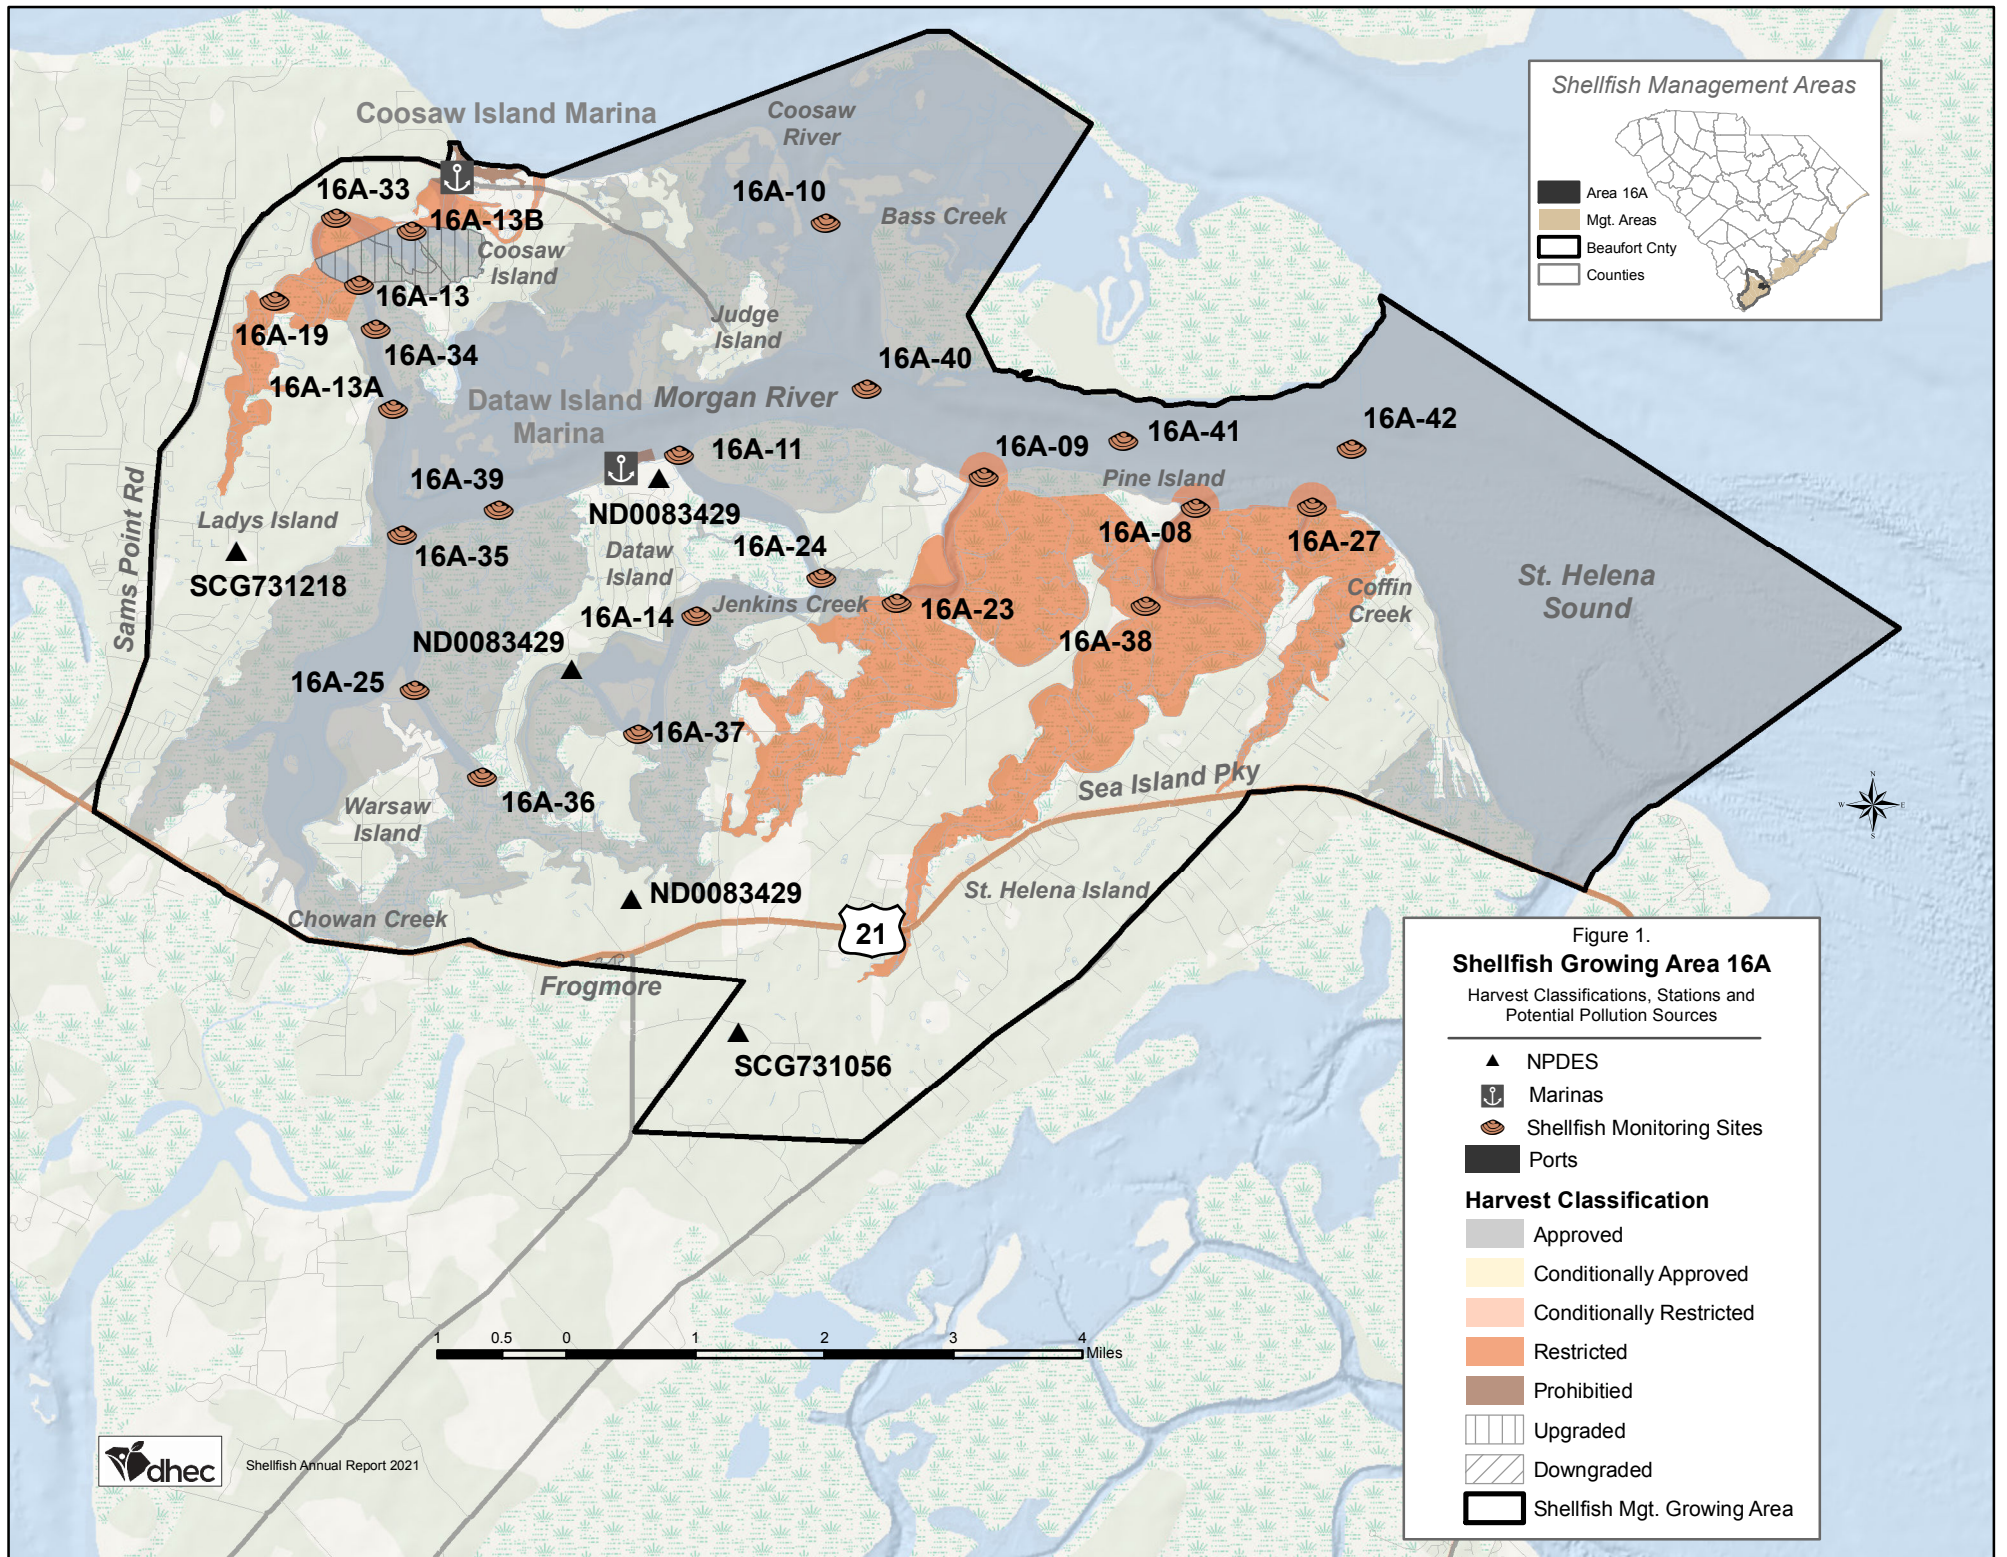 Coosaw Island Marina
Coosaw
River
16A-33
16A-10
16A-13B
Bass Creek
Coosaw
Island
16A-13
16A-19
Judge
Island
16A-34
16A-40
16A-13A
Dataw Island
Marina
Morgan River
16A-42
16A-41
16A-09
16A-11
Pine Island
16A-39
Sams Point Rd
Ladys Island
ND0083429
16A-08
16A-27
16A-35
Dataw
Island
16A-24
SCG731218
Coffin
Creek
St. Helena
Sound
16A-14
Jenkins Creek
16A-23
16A-38
ND0083429
16A-25
16A-37
Sea Island Pky
16A-36
Warsaw
Island
ND0083429
St. Helena Island
Chowan Creek
21
Frogmore
SCG731056
N
W
E
S
Shellfish Management Areas
Area 16A
Mgt. Areas
Beaufort Cnty
Counties
Figure 1.
Shellfish Growing Area 16A
Harvest Classifications, Stations and
Potential Pollution Sources
NPDES
Marinas
Shellfish Monitoring Sites
Ports
Harvest Classification
Approved
Conditionally Approved
Conditionally Restricted
Restricted
Prohibitied
Upgraded
Downgraded
Shellfish Mgt. Growing Area
1 0.5 0 1 2 3 4
Miles
dhec
Shellfish Annual Report 2021